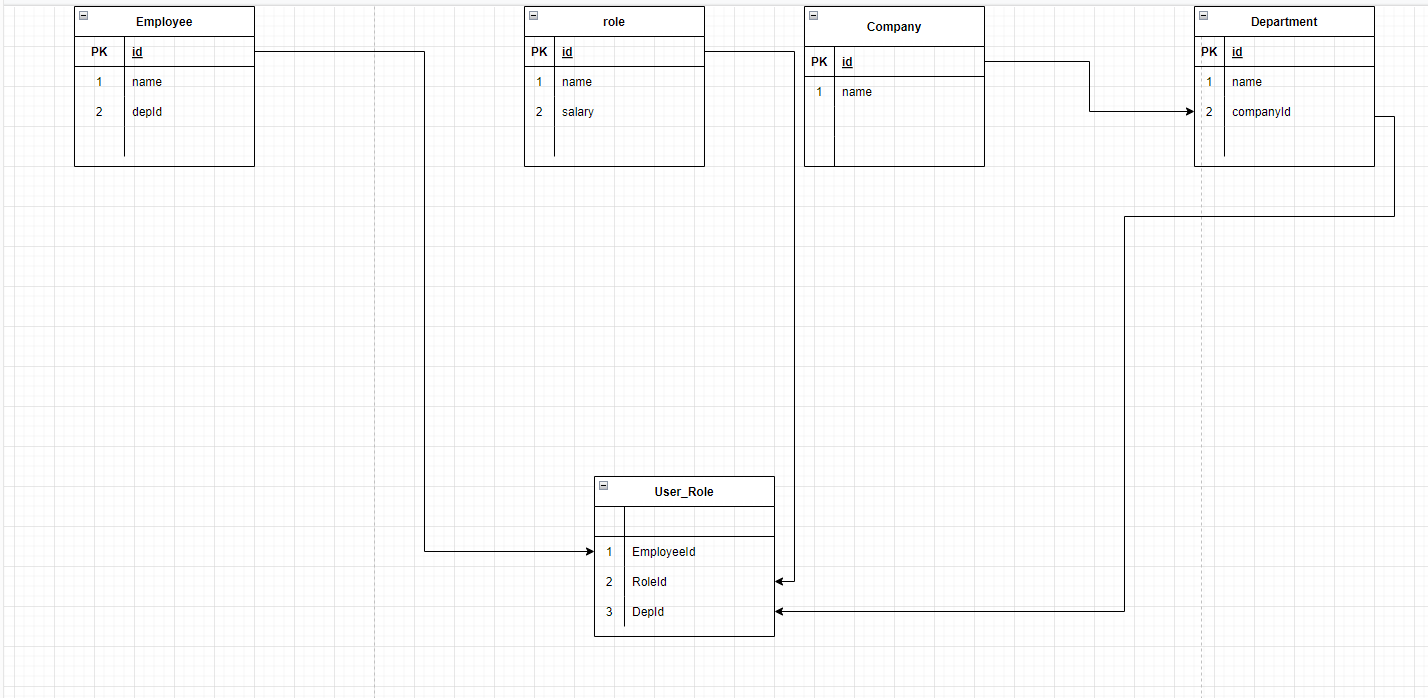 Employee
PK id
1 name
2 depId
role
PK id
1 name
2 salary
Company
PK id
1 name
Department
PK id
1 name
2 companyId
User_Role
1 EmployeeId
2 RoleId
3 DepId